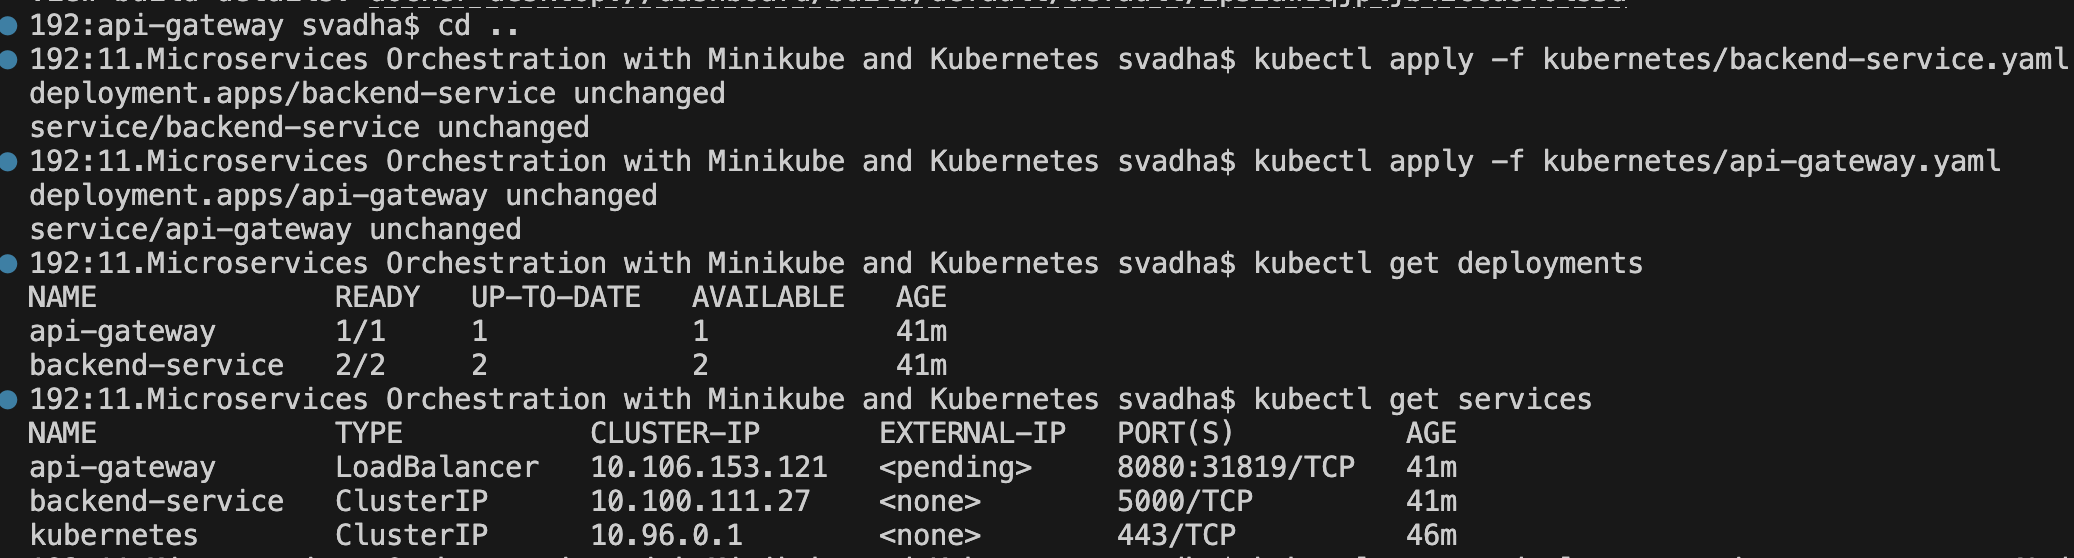 192:api-gateway svadha$ cd ..
192:11.Microservices Orchestration with Minikube and Kubernetes svadha$ kubectl apply -f kubernetes/backend-service.yaml
deployment.apps/backend-service unchanged
service/backend-service unchanged
192:11.Microservices Orchestration with Minikube and Kubernetes svadha$ kubectl apply -f kubernetes/api-gateway.yaml
deployment.apps/api-gateway unchanged
service/api-gateway unchanged
192:11.Microservices Orchestration with Minikube and Kubernetes svadha$ kubectl get deployments
NAME              READY   UP-TO-DATE   AVAILABLE   AGE
api-gateway       1/1     1            1           41m
backend-service   2/2     2            2           41m
192:11.Microservices Orchestration with Minikube and Kubernetes svadha$ kubectl get services
NAME              TYPE           CLUSTER-IP       EXTERNAL-IP   PORT(S)          AGE
api-gateway       LoadBalancer   10.106.153.121   <pending>     8080:31819/TCP   41m
backend-service   ClusterIP      10.100.111.27    <none>        5000/TCP         41m
kubernetes        ClusterIP      10.96.0.1        <none>        443/TCP          46m